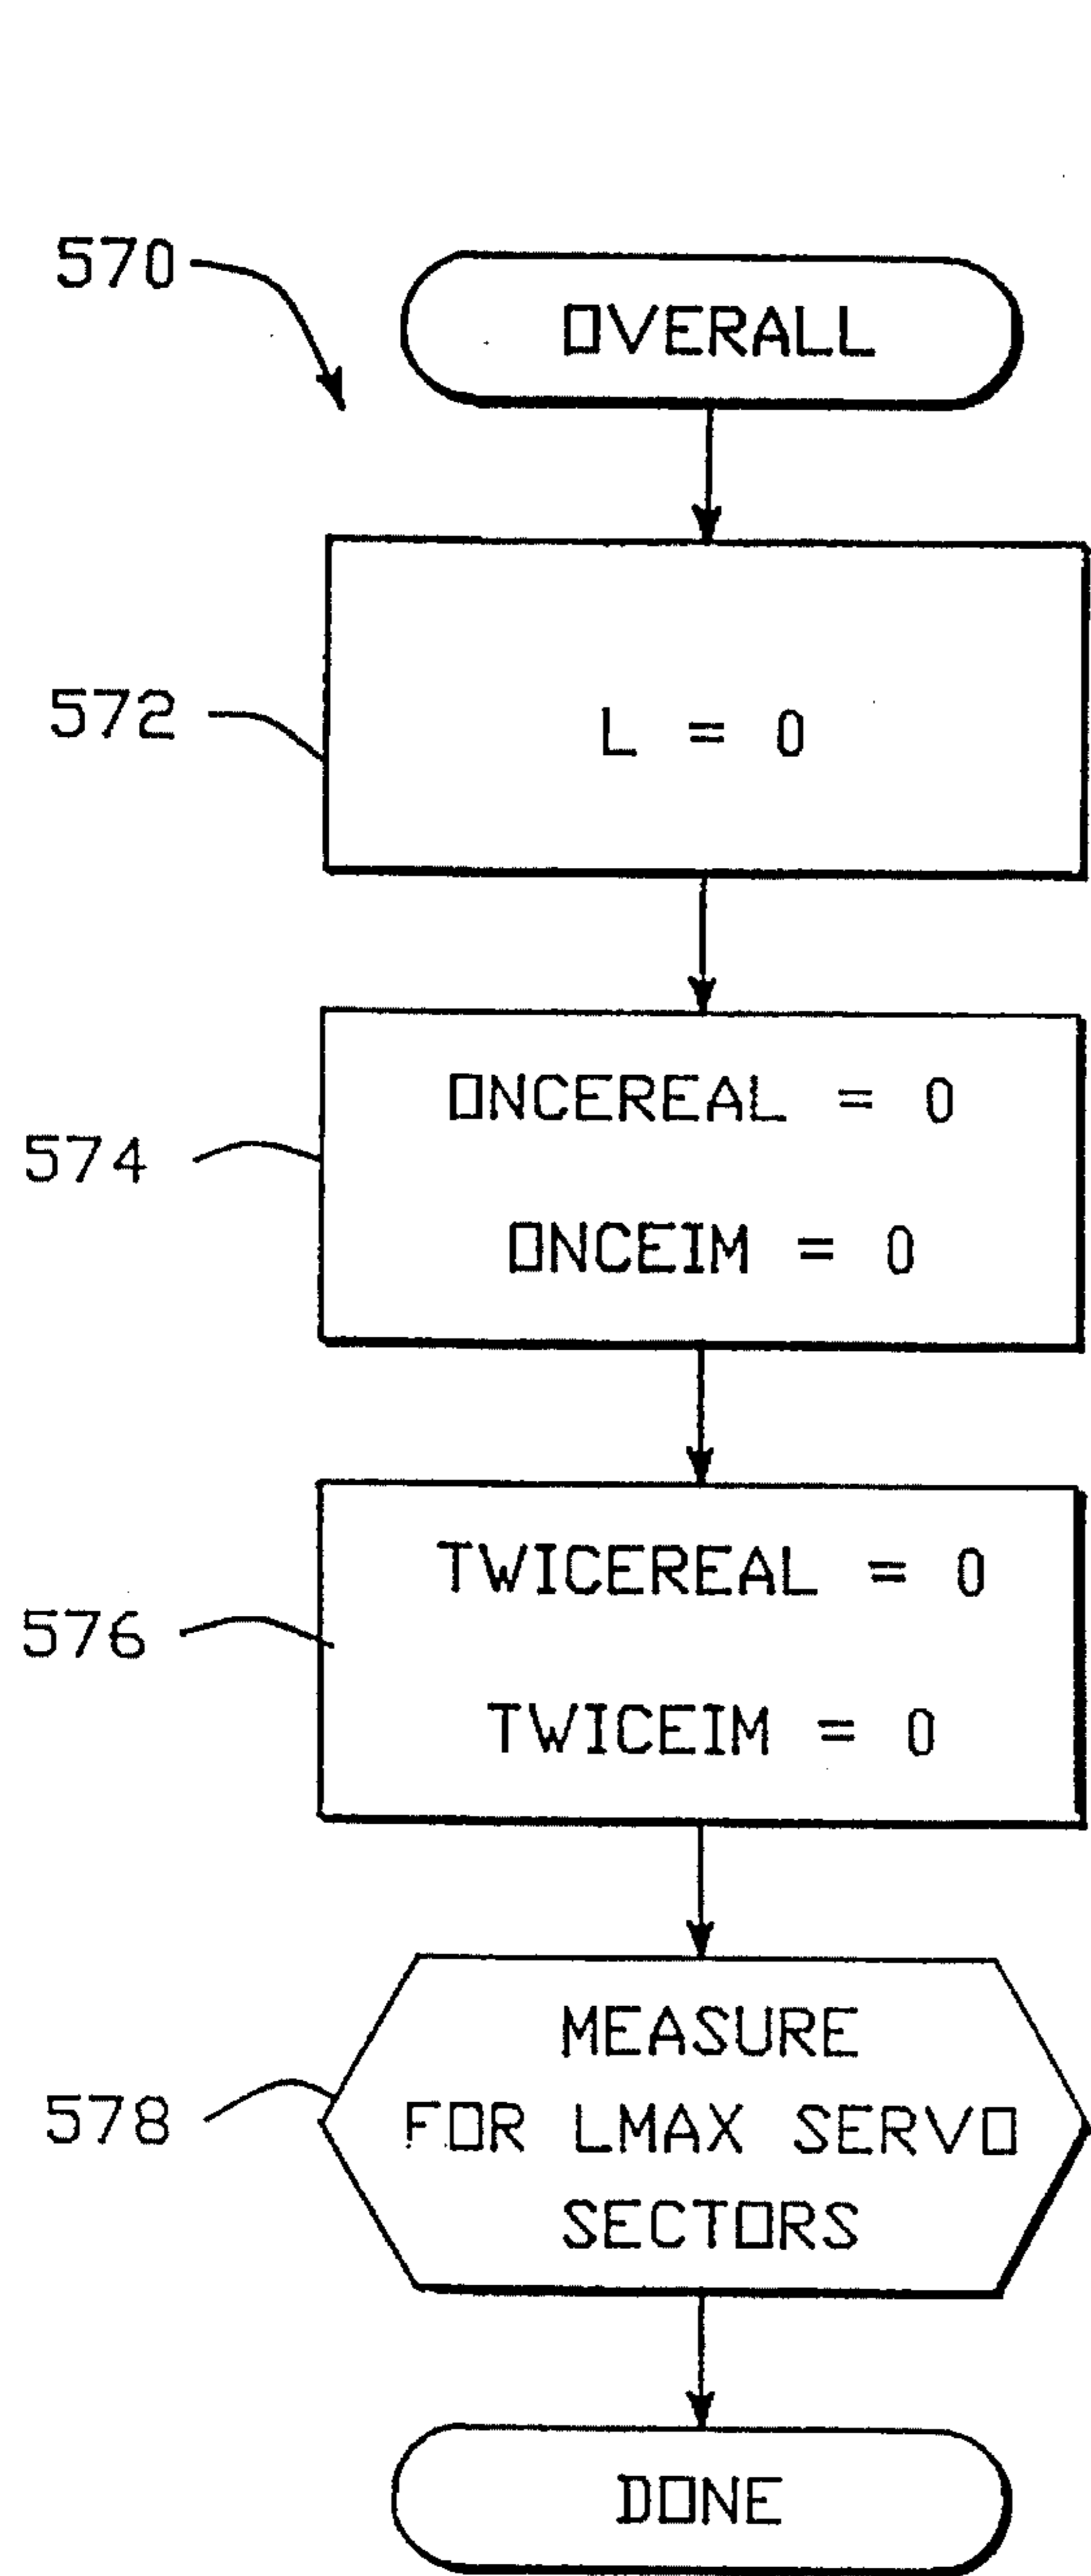 570
OVERALL
572
L = 0
574
ONCEREAL = 0
ONCEIM = 0
576
TWICEREAL = 0
TWICEIM = 0
578
MEASURE
FOR LMAX SERVO
SECTORS
DONE